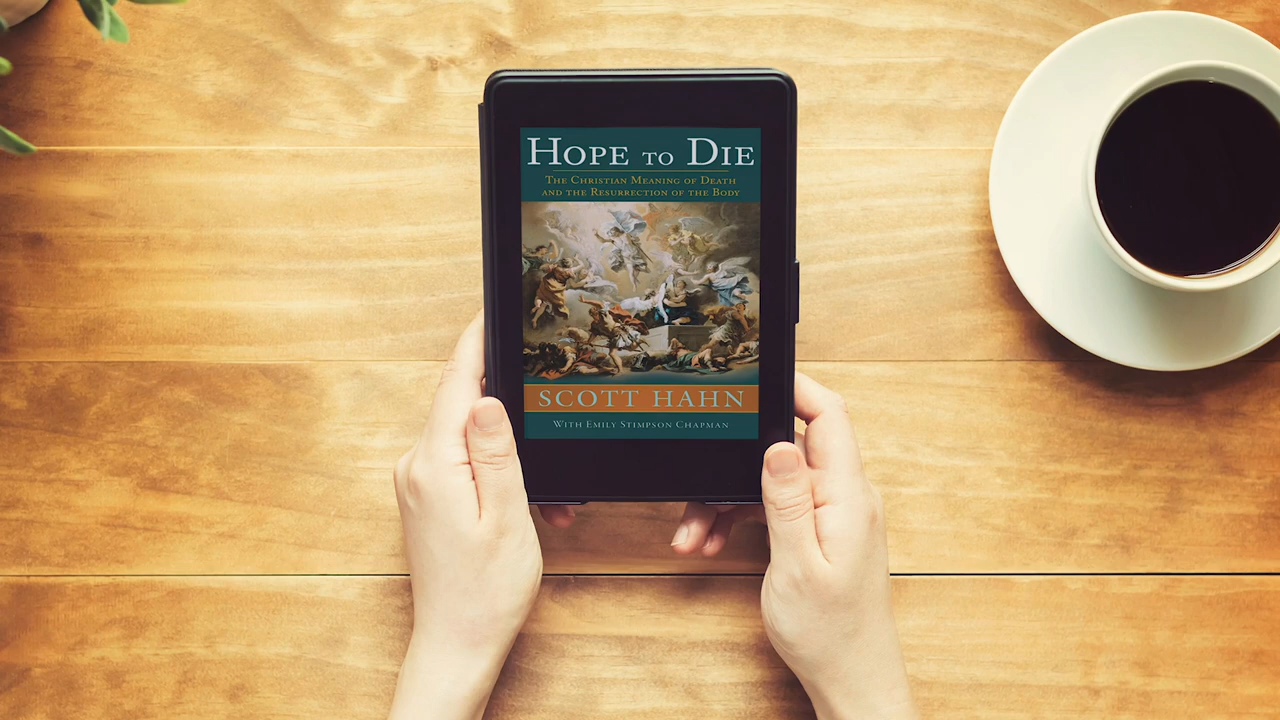 Hope to Die
The Christian Meaning of Death
and the Resurrection of the Body
SCOTT HAHN
With Emily Stimpson Chapman